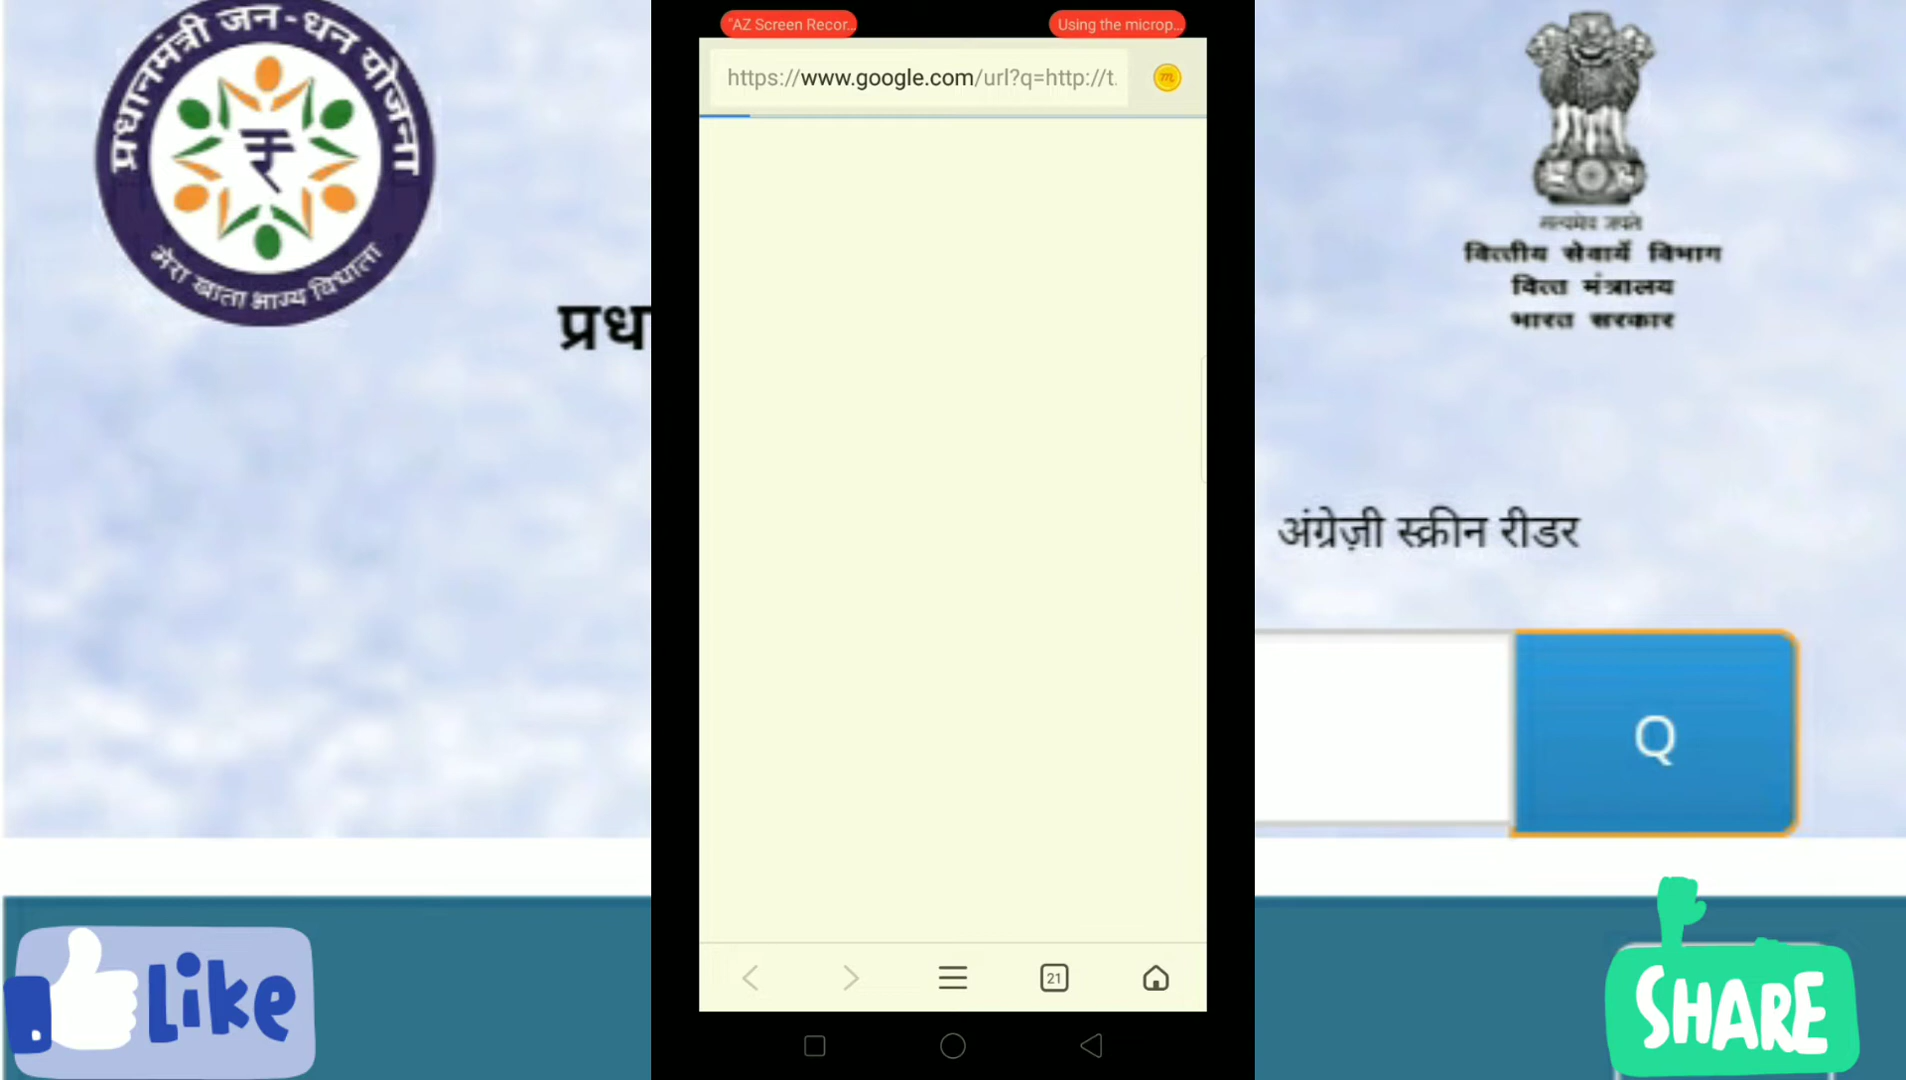 प्रधानमंत्री जन-धन योजना
मेरा खाता भाग्य विधाता
"AZ Screen Recor...
Using the microp...
https://www.google.com/url?q=http://t.
m
सत्यमेव जयते
वित्तीय सेवायें विभाग
वित्त मंत्रालय
भारत सरकार
प्रध
अंग्रेज़ी स्क्रीन रीडर
Q
21
Like
SHARE